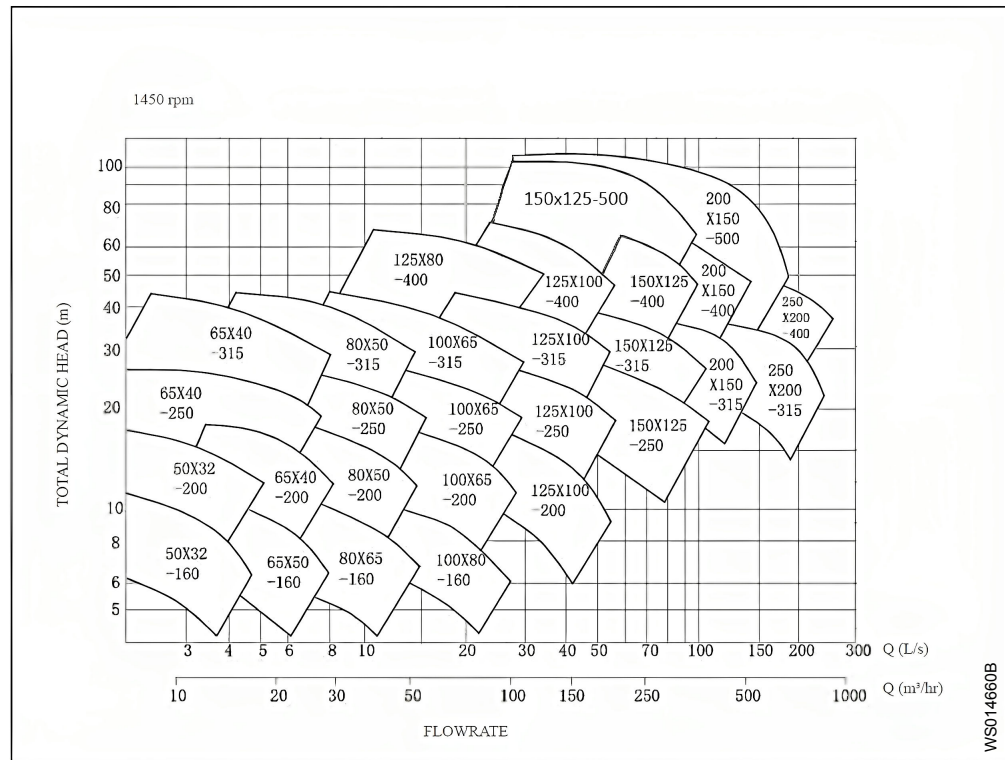 1450 rpm
TOTAL DYNAMIC HEAD (m)
100
80
60
50
40
30
20
10
8
6
5
150x125-500
200
X150
-500
125X80
-400
125X100
-400
150X125
-400
200
X150
-400
250
X200
-400
65X40
-315
80X50
-315
100X65
-315
125X100
-315
150X125
-315
200
X150
-315
250
X200
-315
65X40
-250
80X50
-250
100X65
-250
125X100
-250
150X125
-250
50X32
-200
65X40
-200
80X50
-200
100X65
-200
125X100
-200
50X32
-160
65X50
-160
80X65
-160
100X80
-160
3 4 5 6 8 10 20 30 40 50 70 100 150 200 300 Q (L/s)
10 20 30 50 100 150 250 500 1000 Q (m³/hr)
FLOWRATE
WS014660B